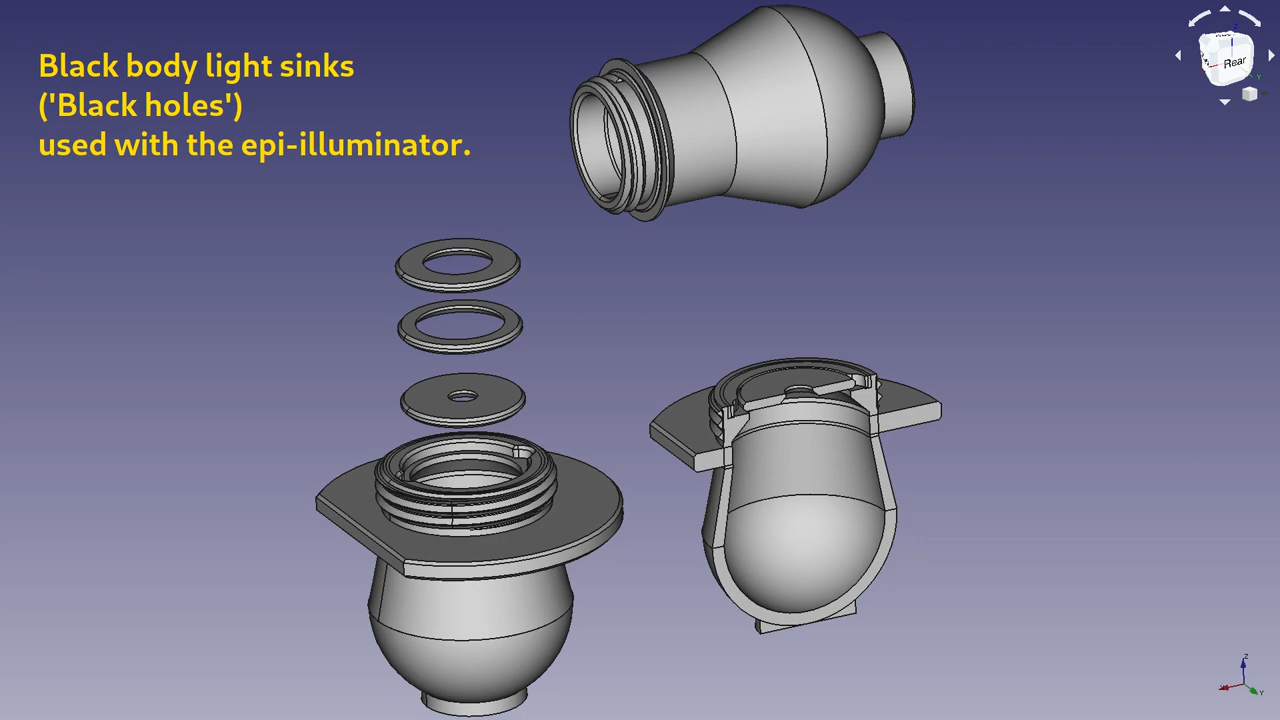 Black body light sinks
('Black holes')
used with the epi-illuminator.
Rear
Z
Y
Z
Y